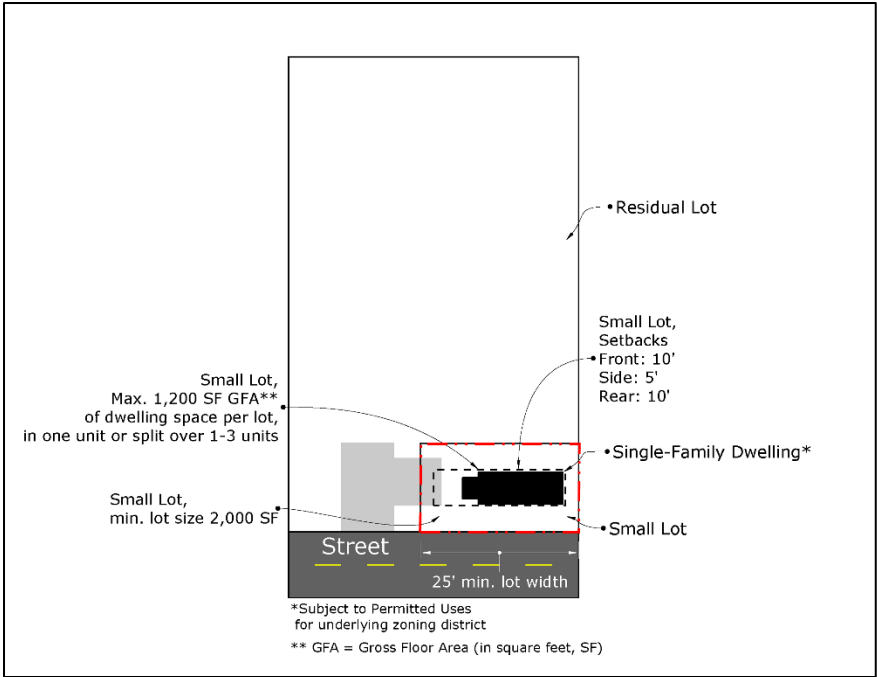 • Residual Lot
Small Lot,
Setbacks
Front: 10'
Side: 5'
Rear: 10'
Small Lot,
Max. 1,200 SF GFA**
of dwelling space per lot,
in one unit or split over 1-3 units
• Single-Family Dwelling*
Small Lot,
min. lot size 2,000 SF
• Small Lot
Street
25' min. lot width
*Subject to Permitted Uses
for underlying zoning district
** GFA = Gross Floor Area (in square feet, SF)